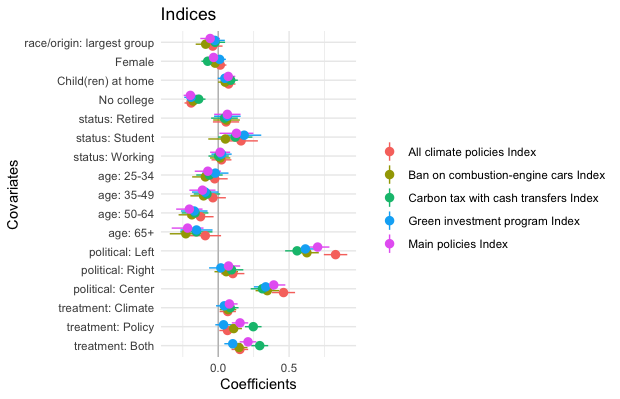 Indices
Covariates
race/origin: largest group
Female
Child(ren) at home
No college
status: Retired
status: Student
status: Working
age: 25-34
age: 35-49
age: 50-64
age: 65+
political: Left
political: Right
political: Center
treatment: Climate
treatment: Policy
treatment: Both
0.0 0.5
Coefficients
All climate policies Index
Ban on combustion-engine cars Index
Carbon tax with cash transfers Index
Green investment program Index
Main policies Index